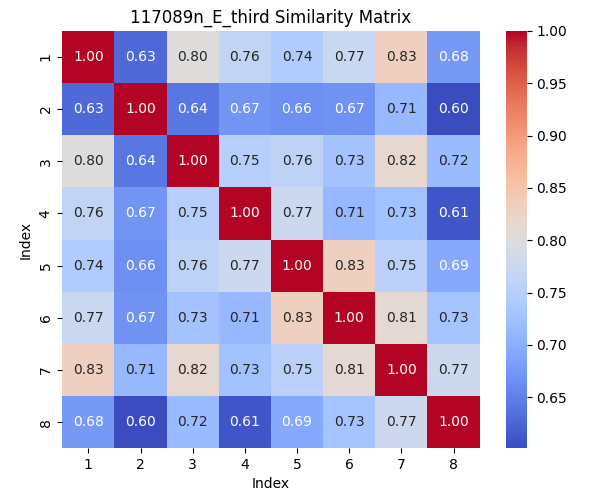 117089n_E_third Similarity Matrix
1 1.00 0.63 0.80 0.76 0.74 0.77 0.83 0.68
2 0.63 1.00 0.64 0.67 0.66 0.67 0.71 0.60
3 0.80 0.64 1.00 0.75 0.76 0.73 0.82 0.72
4 0.76 0.67 0.75 1.00 0.77 0.71 0.73 0.61
5 0.74 0.66 0.76 0.77 1.00 0.83 0.75 0.69
6 0.77 0.67 0.73 0.71 0.83 1.00 0.81 0.73
7 0.83 0.71 0.82 0.73 0.75 0.81 1.00 0.77
8 0.68 0.60 0.72 0.61 0.69 0.73 0.77 1.00
1 2 3 4 5 6 7 8
Index
Index
1.00
0.95
0.90
0.85
0.80
0.75
0.70
0.65